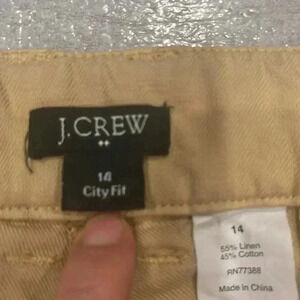 J.CREW
14
City Fit
14
55% Linen
45% Cotton
RN77388
Made in China